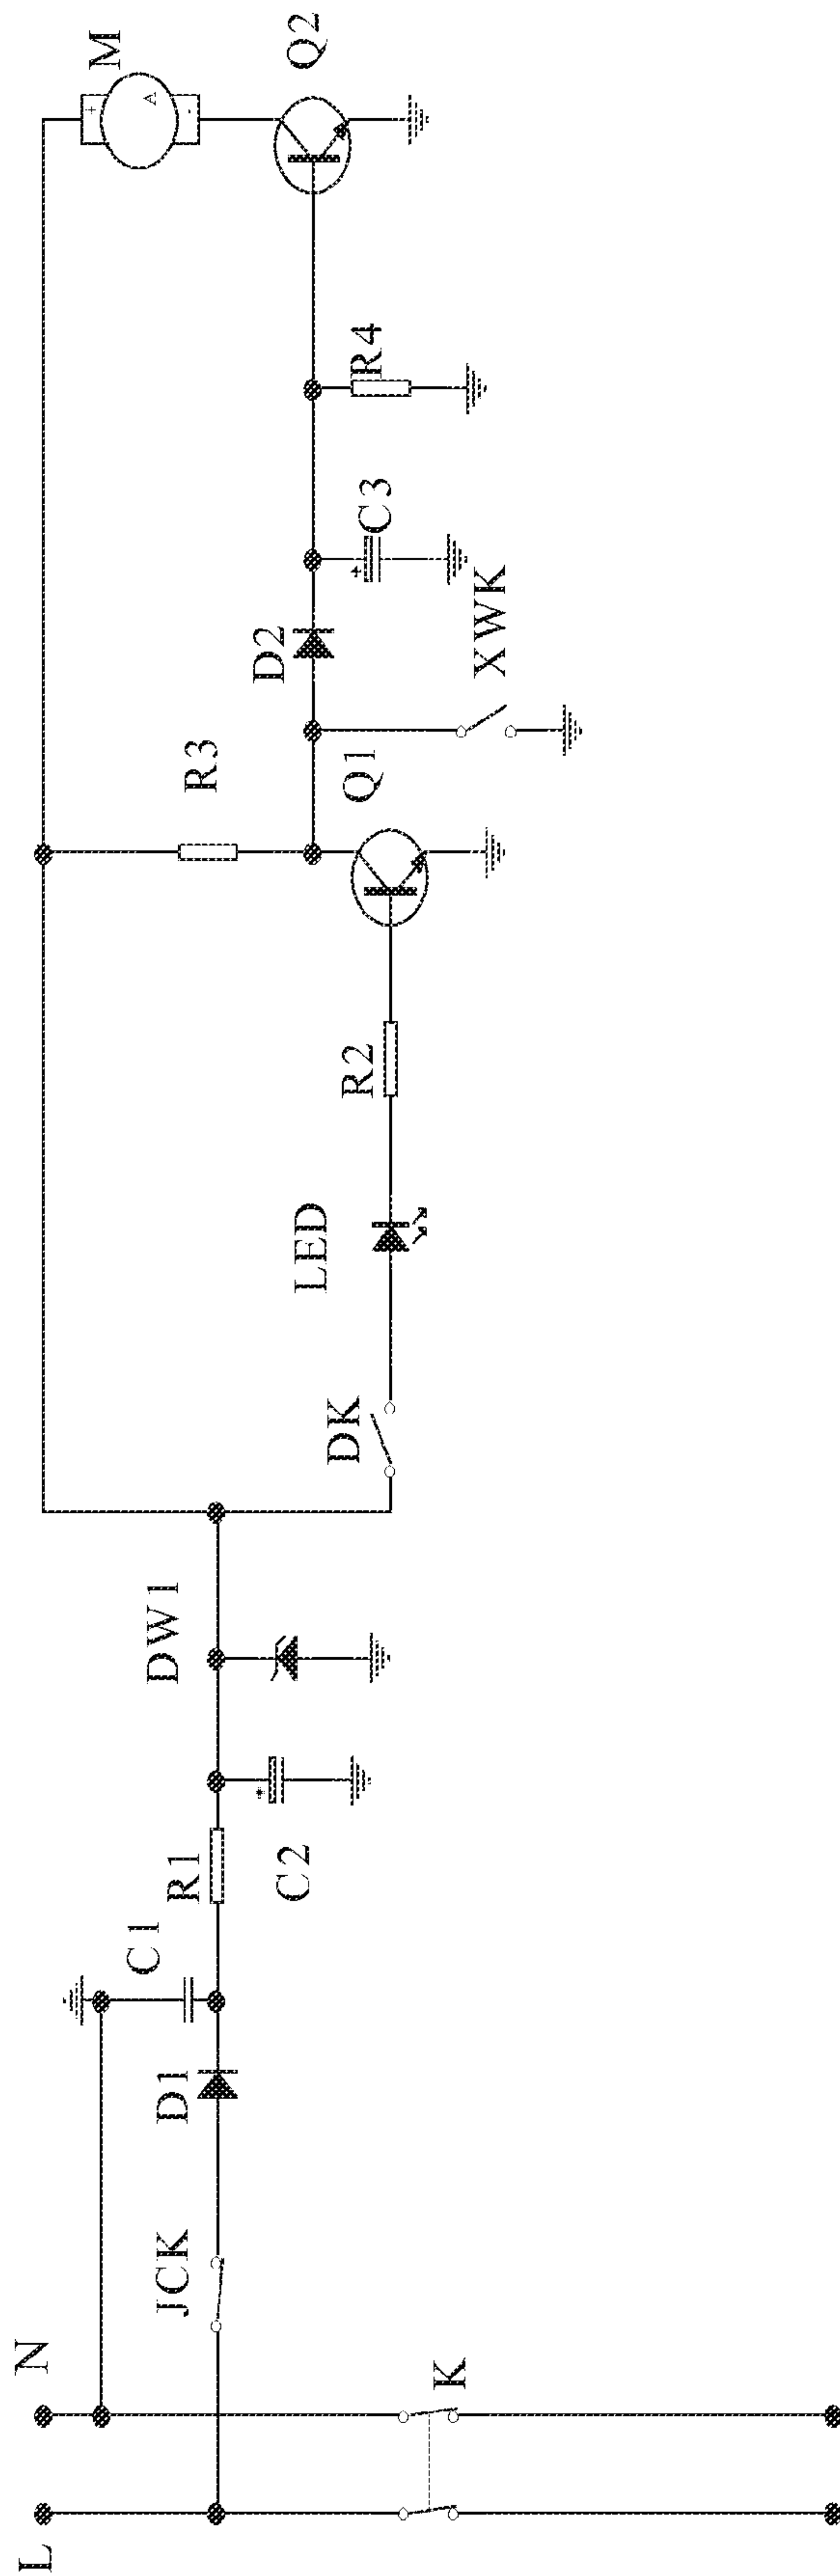 L
N
K
JCK
D1
C1
R1
C2
DW1
DK
LED
R2
Q1
R3
XWK
D2
C3
R4
Q2
M
+
A
-
+
+